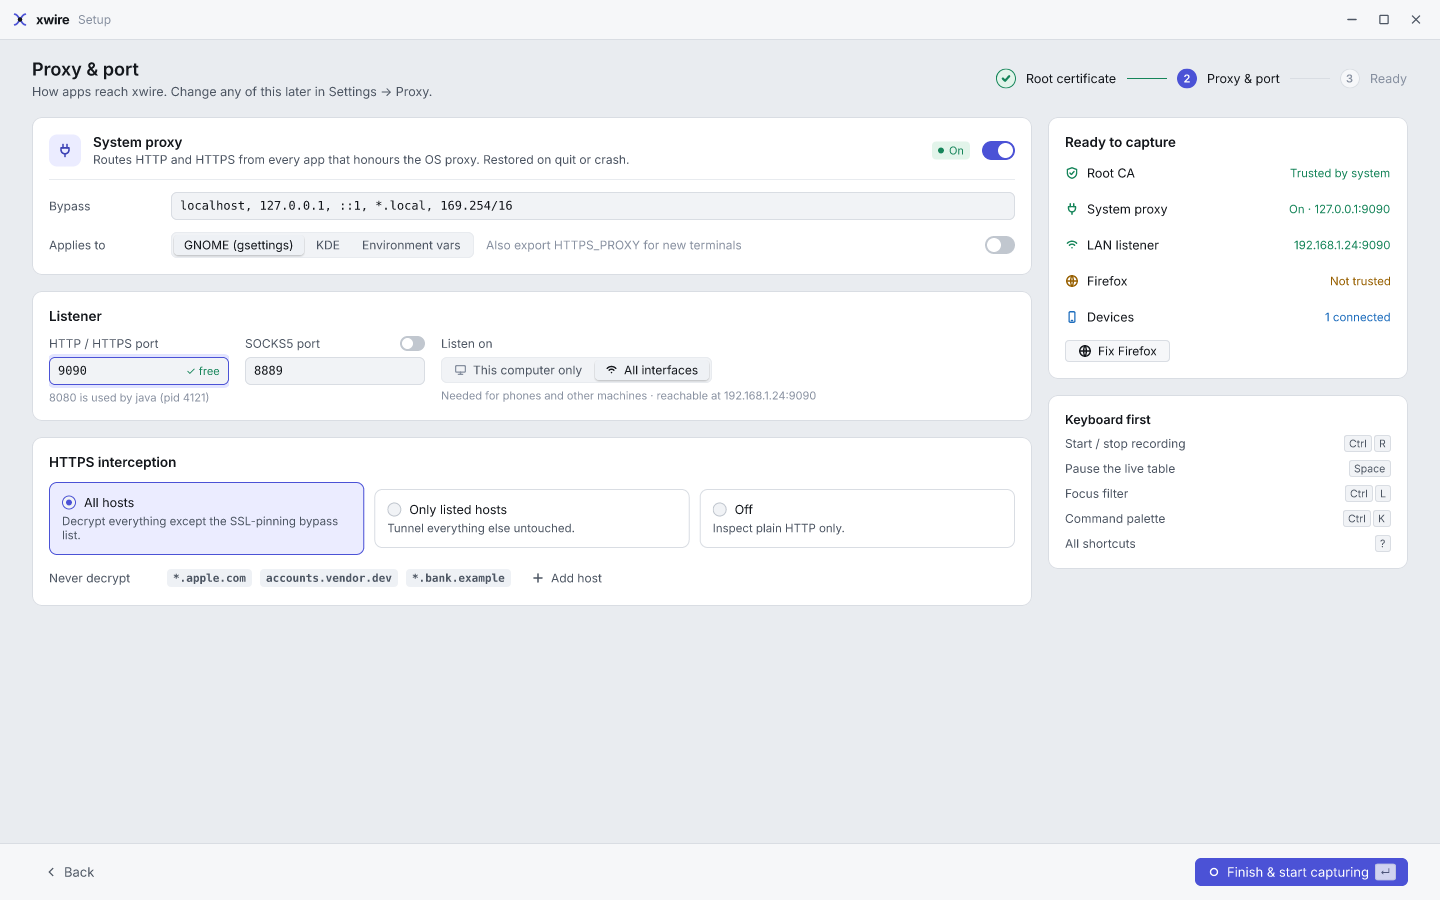 xwire Setup
Proxy & port
How apps reach xwire. Change any of this later in Settings → Proxy.
Root certificate
2 Proxy & port
3 Ready
System proxy
Routes HTTP and HTTPS from every app that honours the OS proxy. Restored on quit or crash.
On
Bypass
localhost, 127.0.0.1, ::1, *.local, 169.254/16
Applies to
GNOME (gsettings) KDE Environment vars
Also export HTTPS_PROXY for new terminals
Listener
HTTP / HTTPS port
9090 ✓ free
8080 is used by java (pid 4121)
SOCKS5 port
8889
Listen on
This computer only All interfaces
Needed for phones and other machines · reachable at 192.168.1.24:9090
HTTPS interception
All hosts
Decrypt everything except the SSL-pinning bypass
list.
Only listed hosts
Tunnel everything else untouched.
Off
Inspect plain HTTP only.
Never decrypt
*.apple.com accounts.vendor.dev *.bank.example
+ Add host
Ready to capture
Root CA Trusted by system
System proxy On · 127.0.0.1:9090
LAN listener 192.168.1.24:9090
Firefox Not trusted
Devices 1 connected
Fix Firefox
Keyboard first
Start / stop recording Ctrl R
Pause the live table Space
Focus filter Ctrl L
Command palette Ctrl K
All shortcuts ?
Back
Finish & start capturing ↵